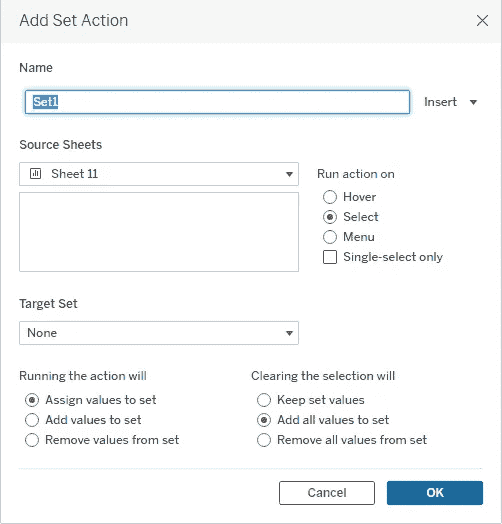 Add Set Action
Name
Set1
Insert
Source Sheets
Sheet 11
Run action on
Hover
Select
Menu
Single-select only
Target Set
None
Running the action will
Assign values to set
Add values to set
Remove values from set
Clearing the selection will
Keep set values
Add all values to set
Remove all values from set
Cancel
OK